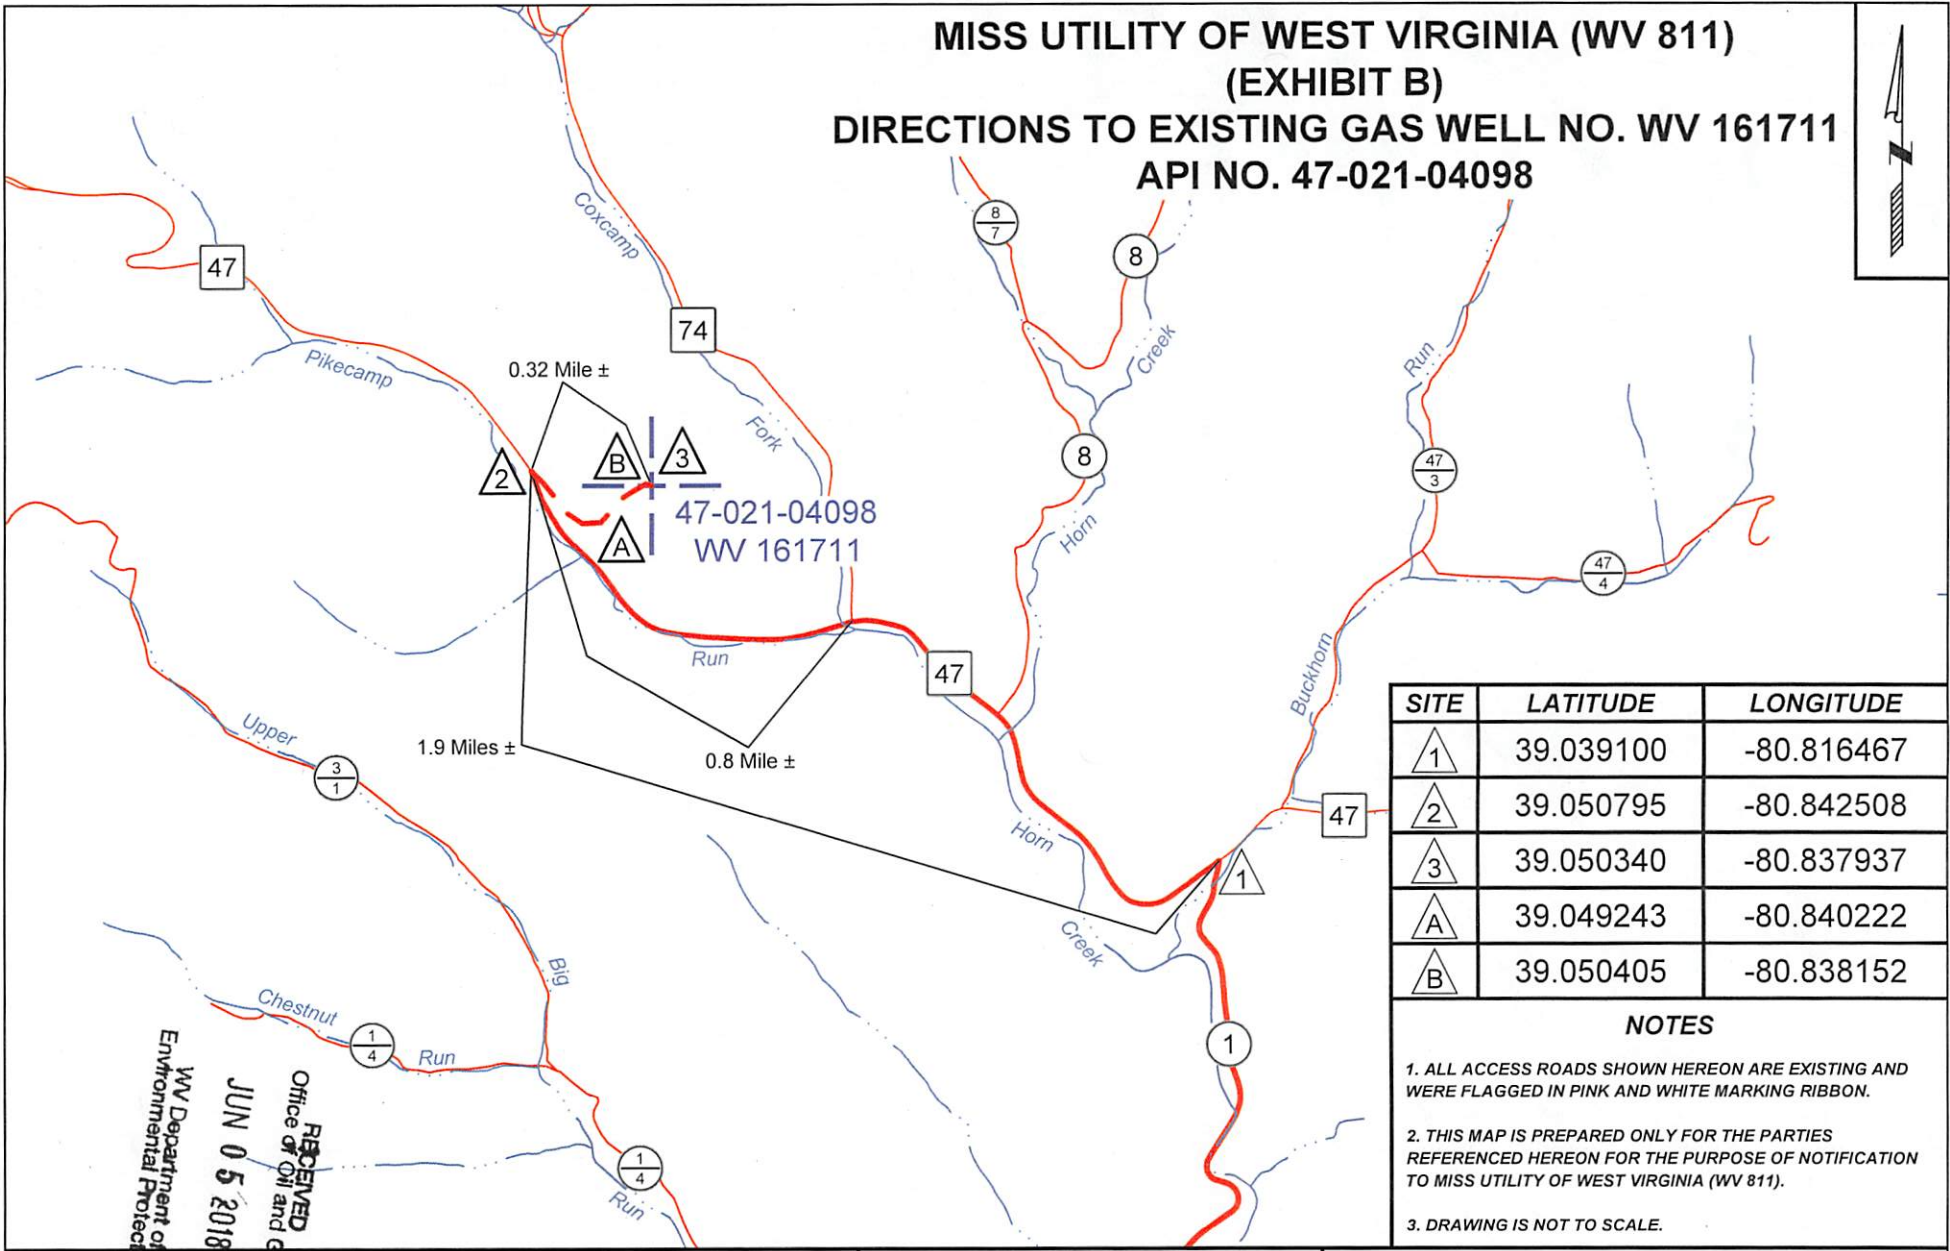 MISS UTILITY OF WEST VIRGINIA (WV 811)
(EXHIBIT B)
DIRECTIONS TO EXISTING GAS WELL NO. WV 161711
API NO. 47-021-04098
N
47
Pikecamp
Coxcamp
74
Fork
8
7
8
Creek
8
Horn
Run
47
3
47
4
0.32 Mile ±
2
B
3
A
47-021-04098
WV 161711
Run
47
Buckhorn
47
1.9 Miles ±
0.8 Mile ±
Horn
Creek
1
1
Upper
3
1
Big
Chestnut
1
4
Run
1
4
Run
SITE LATITUDE LONGITUDE
1 39.039100 -80.816467
2 39.050795 -80.842508
3 39.050340 -80.837937
A 39.049243 -80.840222
B 39.050405 -80.838152
NOTES
1. ALL ACCESS ROADS SHOWN HEREON ARE EXISTING AND
WERE FLAGGED IN PINK AND WHITE MARKING RIBBON.
2. THIS MAP IS PREPARED ONLY FOR THE PARTIES
REFERENCED HEREON FOR THE PURPOSE OF NOTIFICATION
TO MISS UTILITY OF WEST VIRGINIA (WV 811).
3. DRAWING IS NOT TO SCALE.
RECEIVED
Office of Oil and G
JUN 05 2018
WV Department of
Environmental Protec